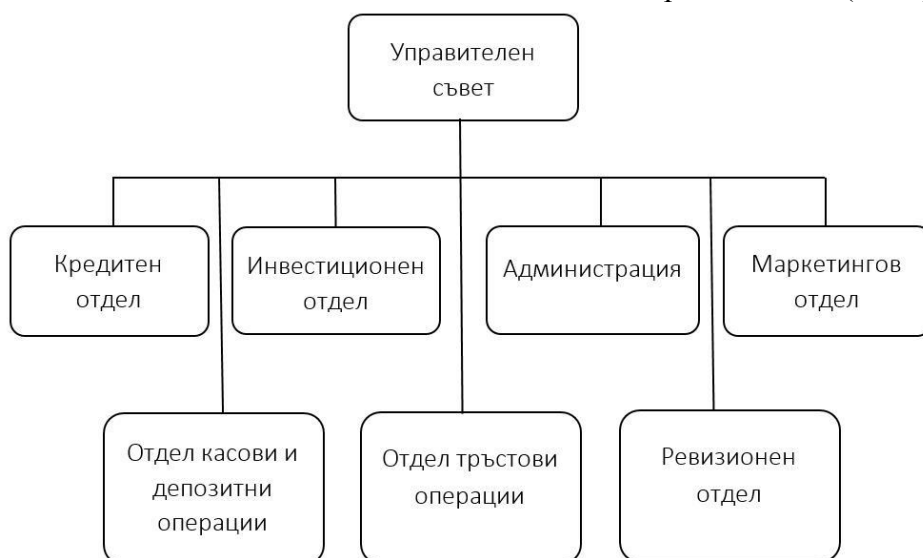 Управителен
съвет
Кредитен
отдел
Инвестиционен
отдел
Администрация
Маркетингов
отдел
Отдел касови и
депозитни
операции
Отдел тръстови
операции
Ревизионен
отдел